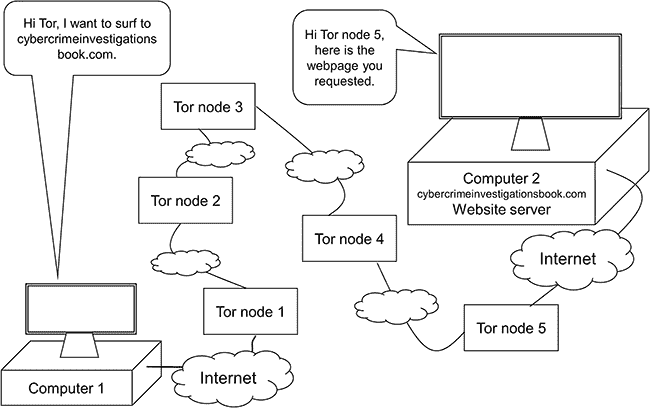 Hi Tor, I want to surf to
cybercrimeinvestigations
book.com.
Hi Tor node 5,
here is the
webpage you
requested.
Tor node 3
Tor node 2
Tor node 4
Tor node 1
Tor node 5
Computer 2
cybercrimeinvestigationsbook.com
Website server
Internet
Computer 1
Internet